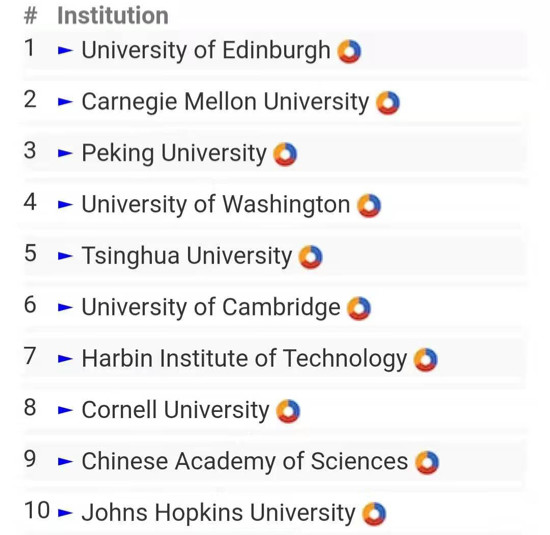 # Institution
1 ► University of Edinburgh
2 ► Carnegie Mellon University
3 ► Peking University
4 ► University of Washington
5 ► Tsinghua University
6 ► University of Cambridge
7 ► Harbin Institute of Technology
8 ► Cornell University
9 ► Chinese Academy of Sciences
10 ► Johns Hopkins University